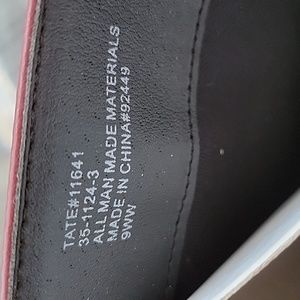 TATE#11641
35-1124-3
ALL MAN MADE MATERIALS
MADE IN CHINA#92449
9WW